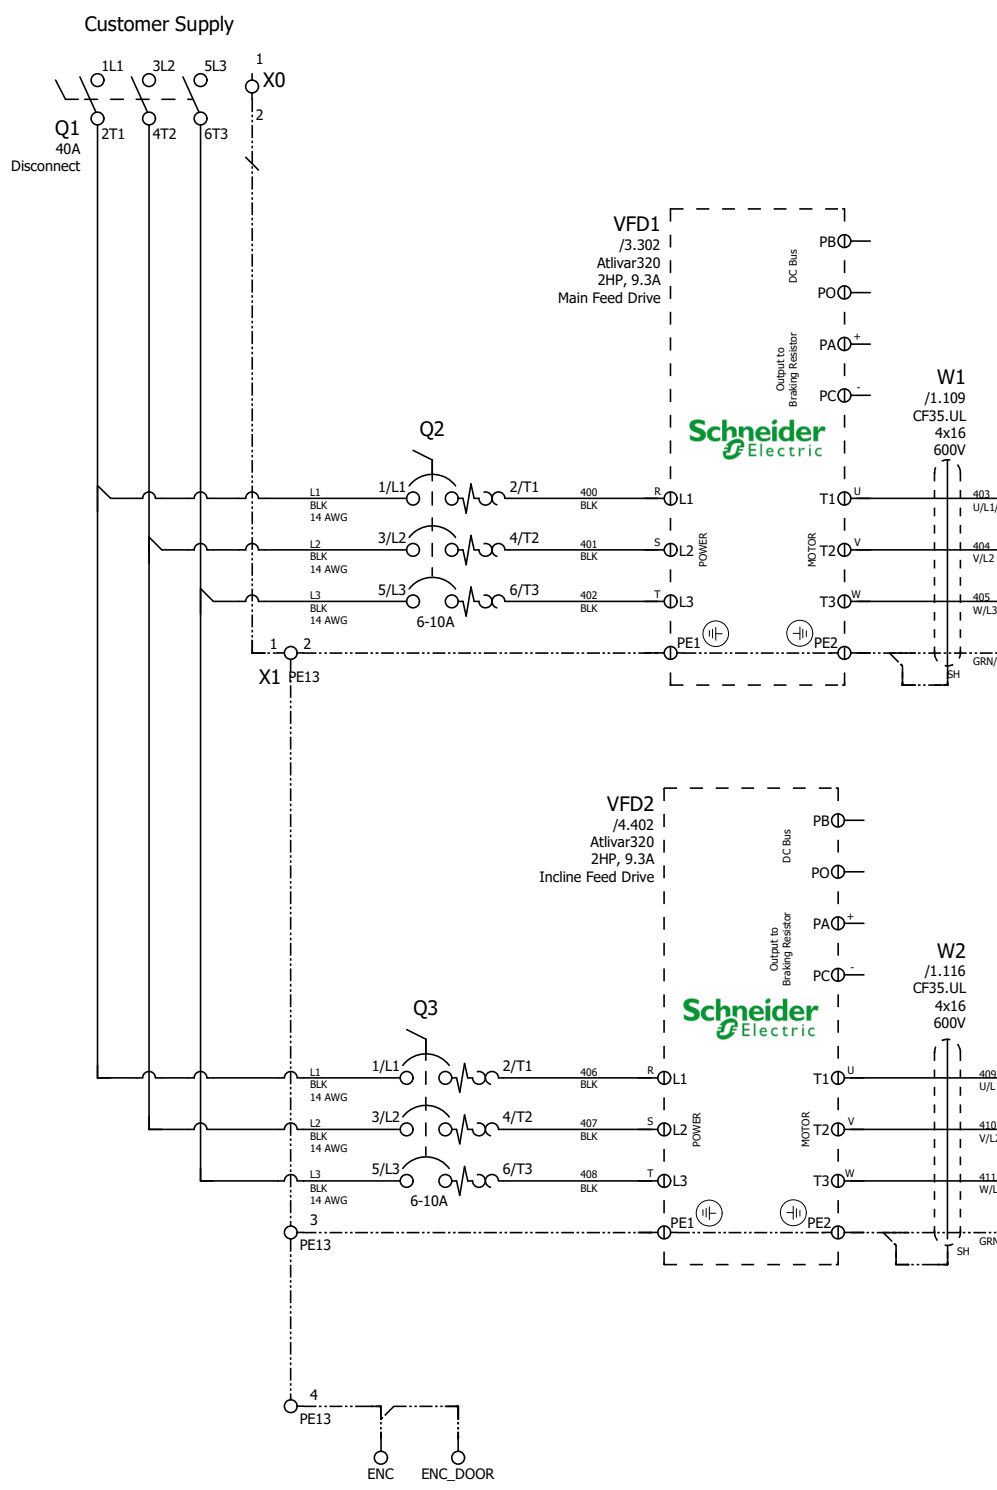 Customer Supply
1L1
3L2
5L3
1
X0
2
Q1
2T1
4T2
6T3
40A
Disconnect
VFD1
/3.302
Atlivar320
2HP, 9.3A
Main Feed Drive
PB
DC Bus
PO
PA
+
Output to
Braking Resistor
PC
-
W1
/1.109
CF35.UL
4x16
600V
Schneider
Electric
Q2
L1
BLK
14 AWG
1/L1
2/T1
400
BLK
R
L1
T1
U
403
U/L1/
L2
BLK
14 AWG
3/L2
4/T2
401
BLK
S
L2
POWER
MOTOR
T2
V
404
V/L2
L3
BLK
14 AWG
5/L3
6/T3
6-10A
402
BLK
T
L3
T3
W
405
W/L3
1
2
X1
PE13
PE1
PE2
SH
GRN/
VFD2
/4.402
Atlivar320
2HP, 9.3A
Incline Feed Drive
PB
DC Bus
PO
PA
+
Output to
Braking Resistor
PC
-
W2
/1.116
CF35.UL
4x16
600V
Schneider
Electric
Q3
L1
BLK
14 AWG
1/L1
2/T1
406
BLK
R
L1
T1
U
409
U/L
L2
BLK
14 AWG
3/L2
4/T2
407
BLK
S
L2
POWER
MOTOR
T2
V
410
V/L2
L3
BLK
14 AWG
5/L3
6/T3
6-10A
408
BLK
T
L3
T3
W
411
W/L
3
PE13
PE1
PE2
SH
GRN
4
PE13
ENC
ENC_DOOR